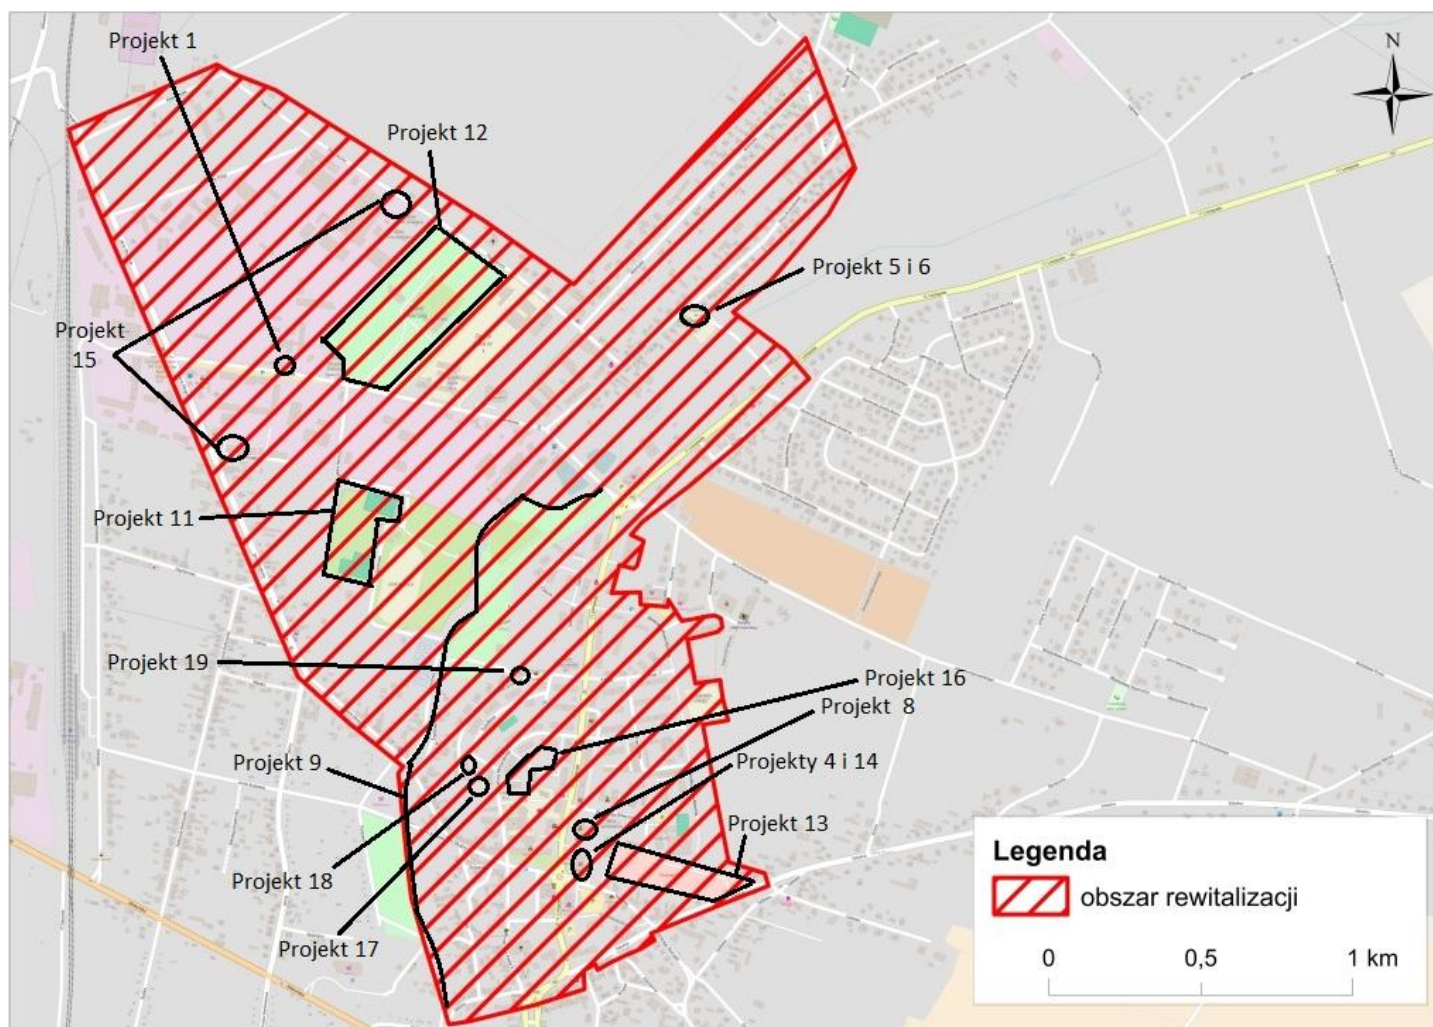 Projekt 1
N
Projekt 12
Projekt 5 i 6
Projekt
15
Projekt 11
Projekt 19
Projekt 16
Projekt 8
Projekt 9
Projekty 4 i 14
Projekt 13
Projekt 18
Projekt 17
Legenda
obszar rewitalizacji
0 0,5 1 km